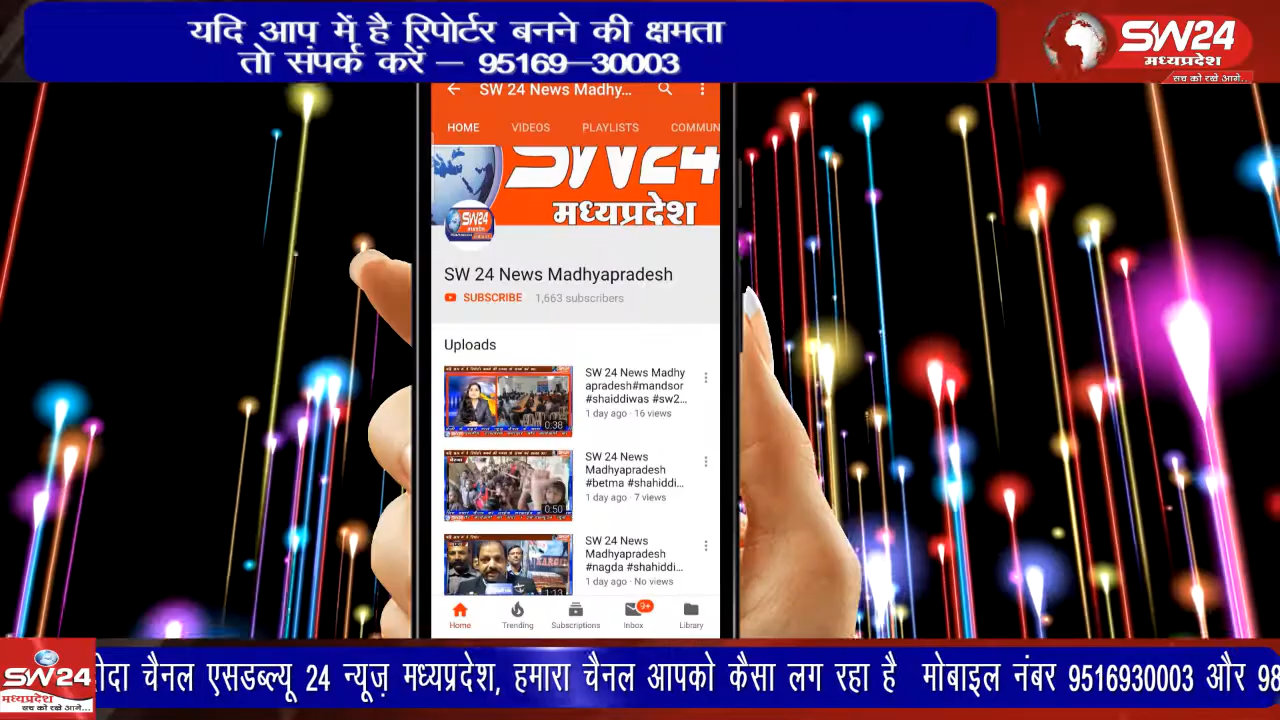 यदि आप में है रिपोर्टर बनने की क्षमता
तो संपर्क करें – 95169–30003
SW24
मध्यप्रदेश
सच को रखे आगे...
SW 24 News Madhy...
HOME VIDEOS PLAYLISTS COMMUN
SW24
मध्यप्रदेश
SW24
SW 24 News Madhyapradesh
SUBSCRIBE 1,663 subscribers
Uploads
SW 24 News Madhy
apradesh#mandsor
#shaiddiwas #sw2...
1 day ago · 16 views
0:38
SW 24 News
Madhyapradesh
#betma #shahiddi...
1 day ago · 7 views
0:50
SW 24 News
Madhyapradesh
#nagda #shahiddi...
1 day ago · No views
1:13
9+
Home Trending Subscriptions Inbox Library
SW24
मध्यप्रदेश
सच को रखे आगे...
चैनल एसडब्ल्यू 24 न्यूज़ मध्यप्रदेश, हमारा चैनल आपको कैसा लग रहा है मोबाइल नंबर 9516930003 और 98